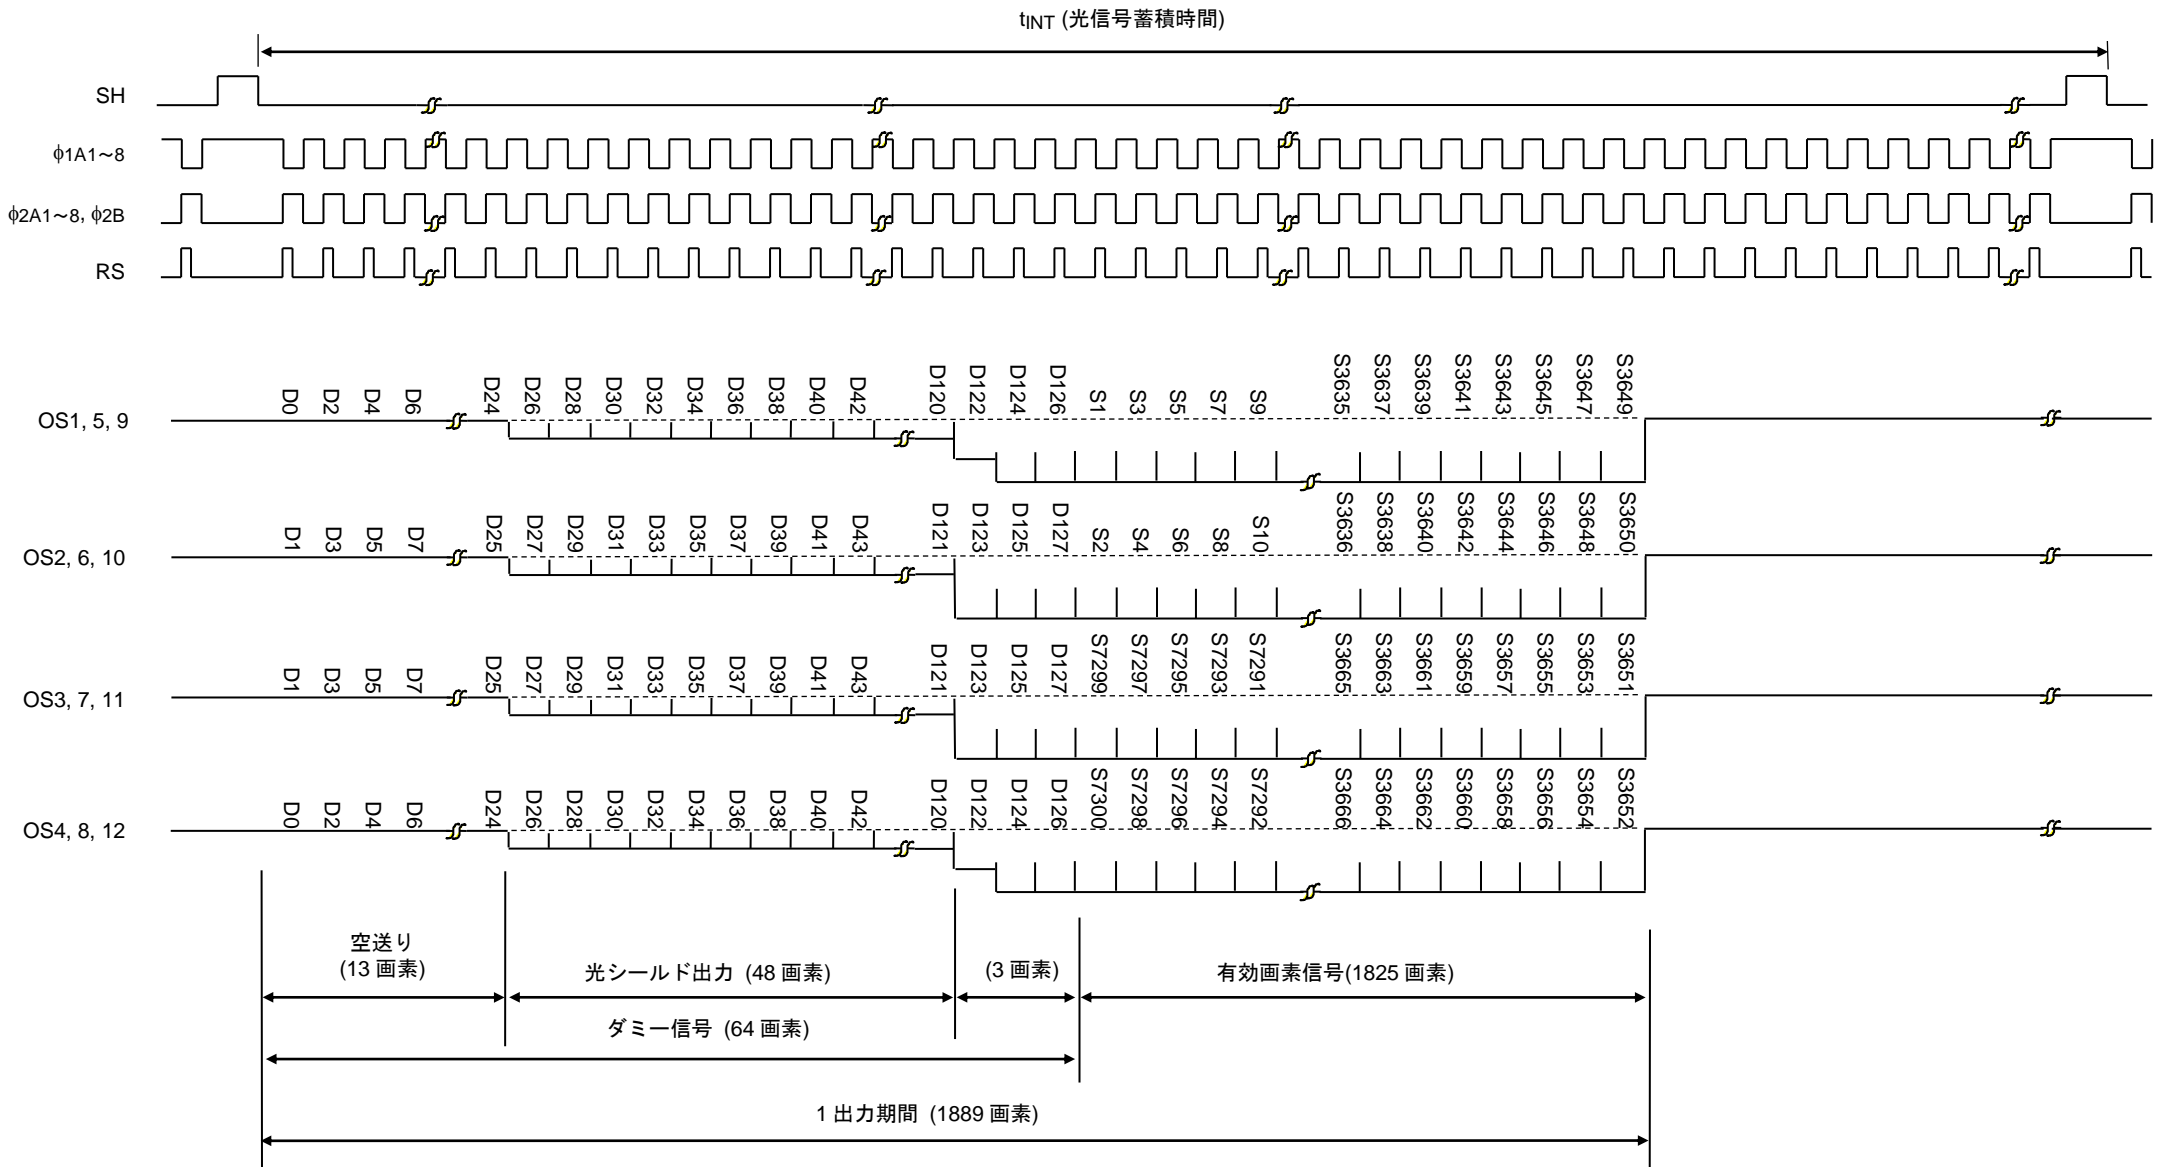 tINT (光信号蓄積時間)
SH
ϕ1A1～8
ϕ2A1～8, ϕ2B
RS
OS1, 5, 9
D0 D2 D4 D6 D24 D26 D28 D30 D32 D34 D36 D38 D40 D42 D120 D122 D124 D126 S1 S3 S5 S7 S9 S3635 S3637 S3639 S3641 S3643 S3645 S3647 S3649
OS2, 6, 10
D1 D3 D5 D7 D25 D27 D29 D31 D33 D35 D37 D39 D41 D43 D121 D123 D125 D127 S2 S4 S6 S8 S10 S3636 S3638 S3640 S3642 S3644 S3646 S3648 S3650
OS3, 7, 11
D1 D3 D5 D7 D25 D27 D29 D31 D33 D35 D37 D39 D41 D43 D121 D123 D125 D127 S7299 S7297 S7295 S7293 S7291 S3665 S3663 S3661 S3659 S3657 S3655 S3653 S3651
OS4, 8, 12
D0 D2 D4 D6 D24 D26 D28 D30 D32 D34 D36 D38 D40 D42 D120 D122 D124 D126 S7300 S7298 S7296 S7294 S7292 S3666 S3664 S3662 S3660 S3658 S3656 S3654 S3652
空送り
(13 画素)
光シールド出力 (48 画素)
(3 画素)
有効画素信号(1825 画素)
ダミー信号 (64 画素)
1 出力期間 (1889 画素)